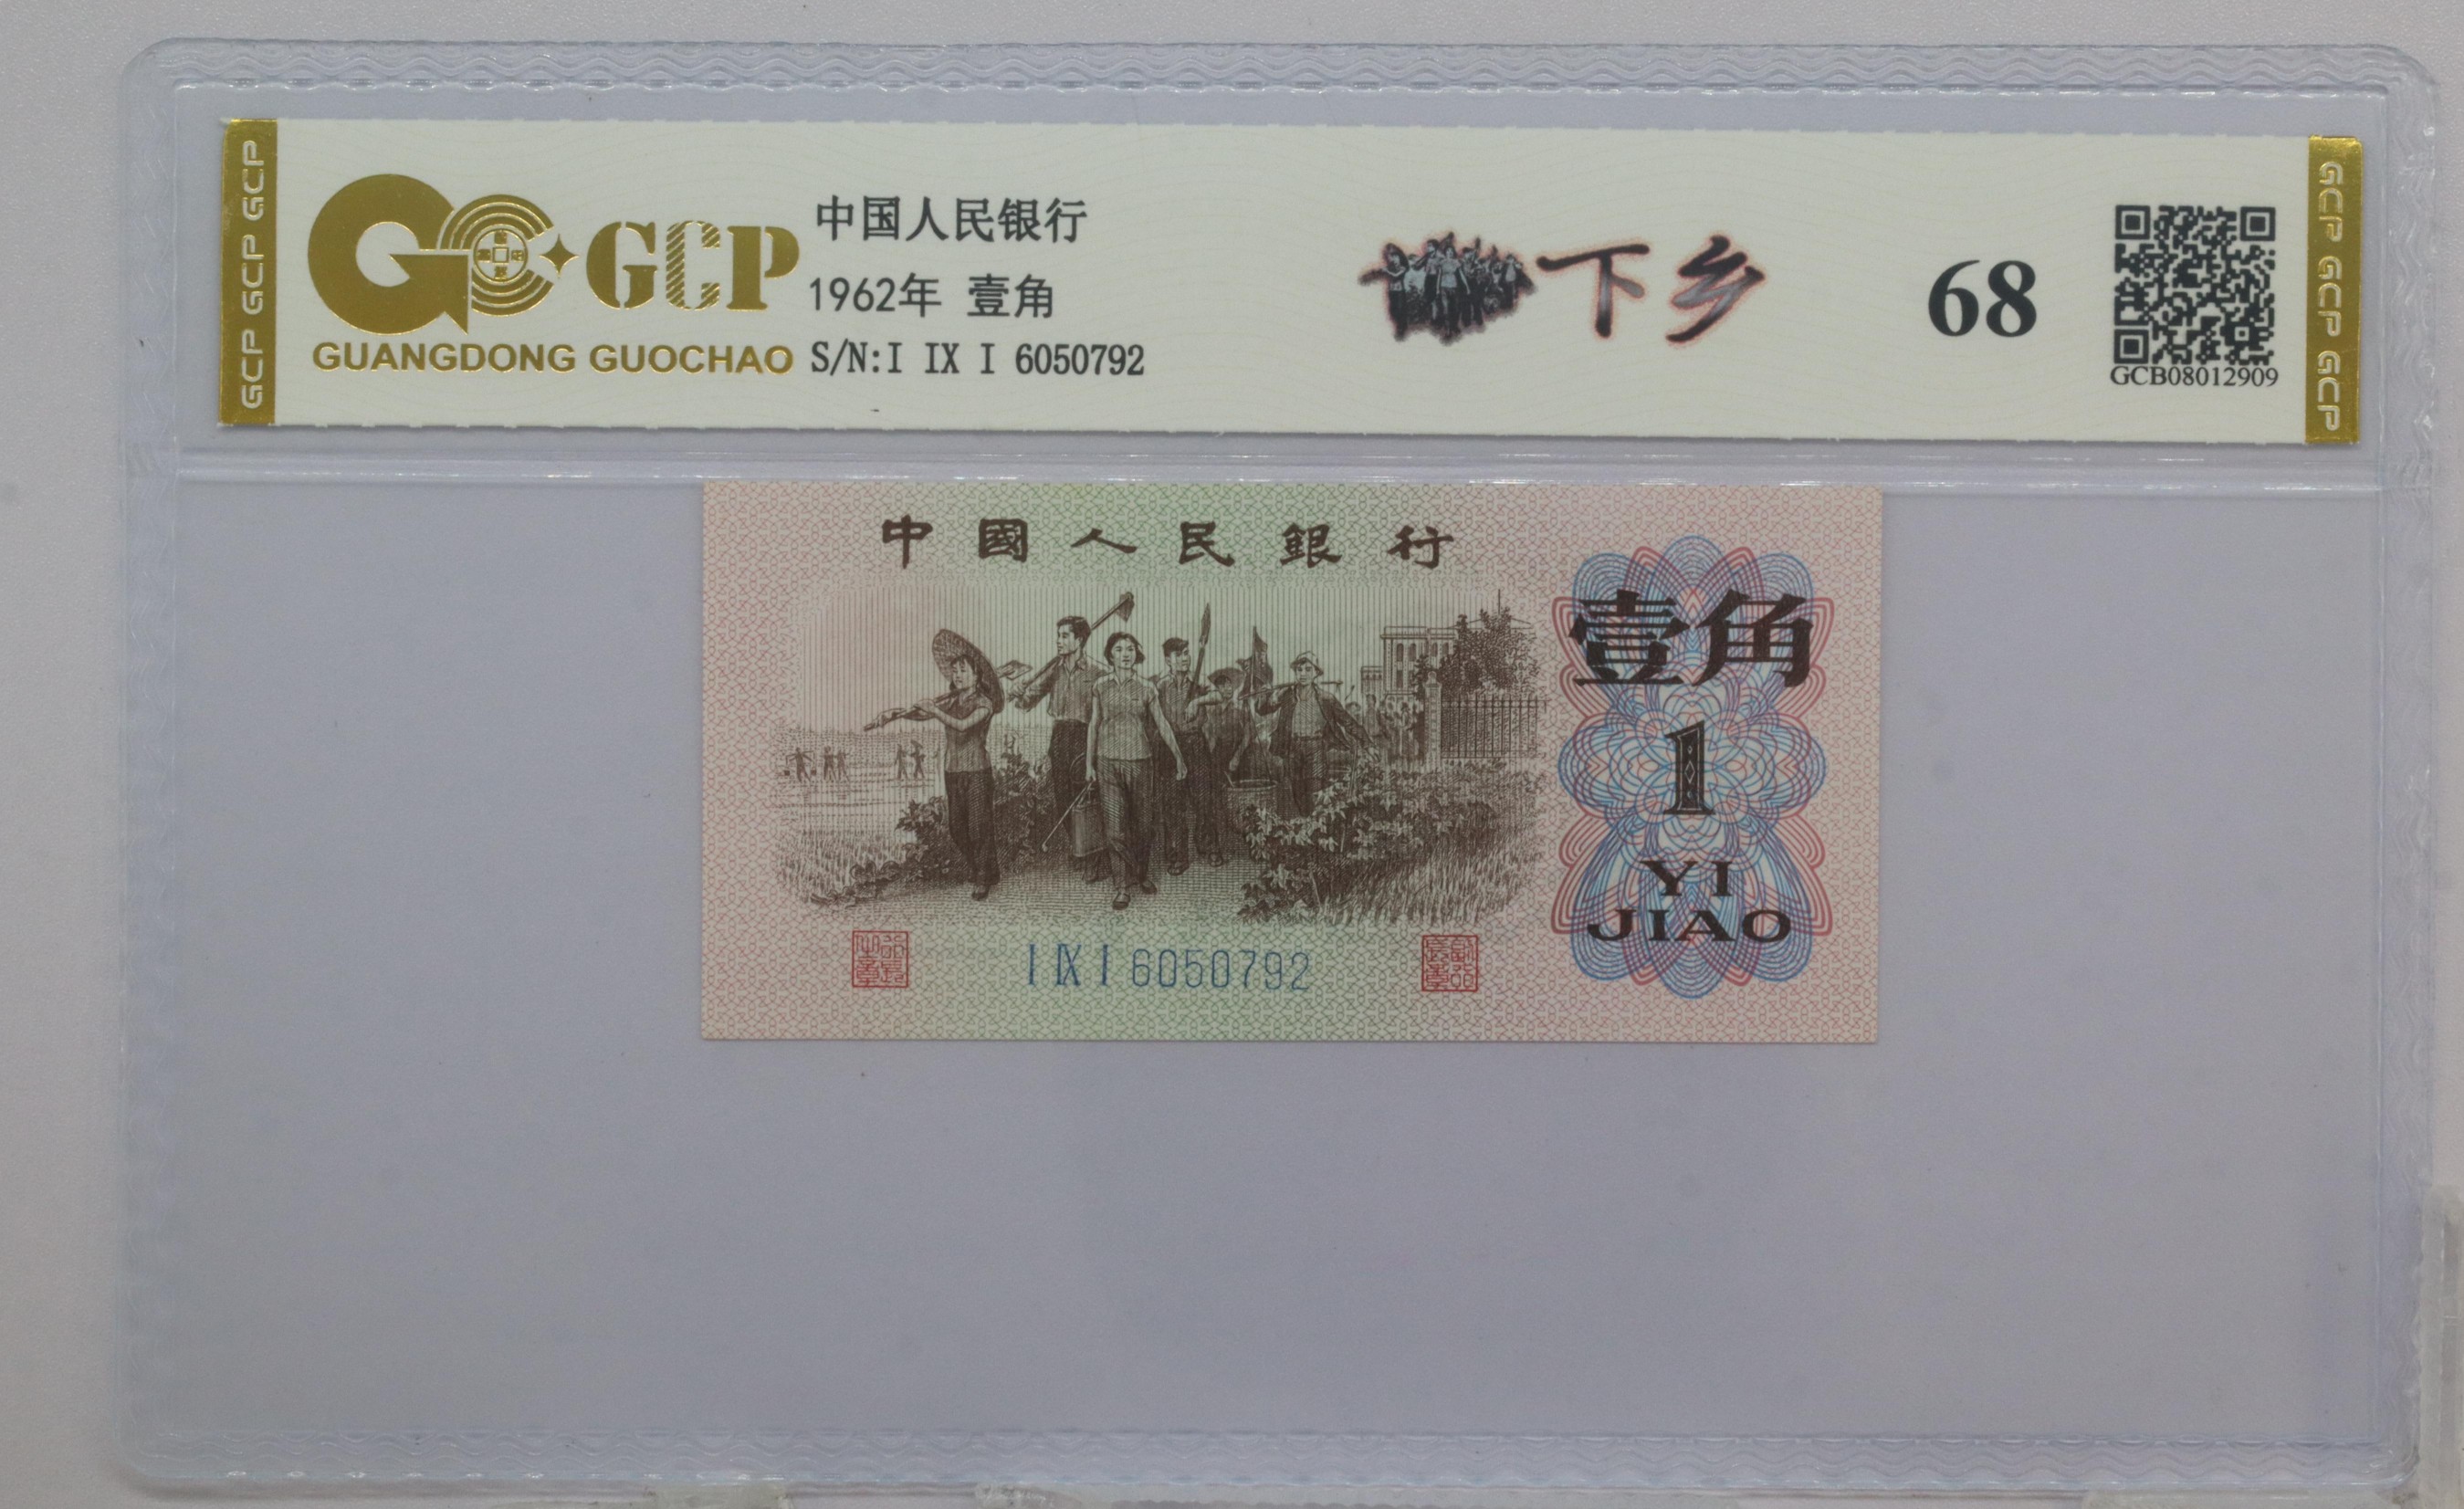 GCP GCP GCP
GCP
GUANGDONG GUOCHAO
中国人民银行
1962年 壹角
S/N:I IX I 6050792
下乡
68
GCB08012909
GCP GCP GCP
中國人民銀行
壹角
1
YI
JIAO
I IX I 6050792